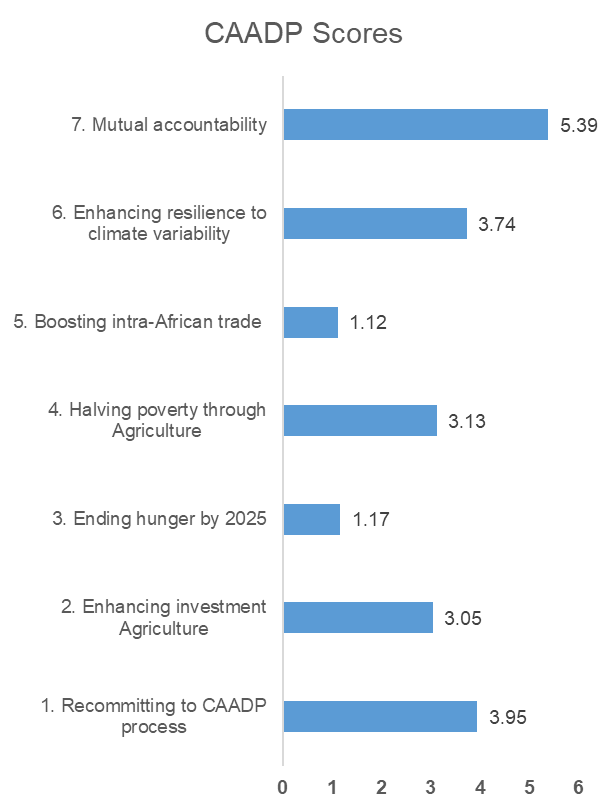 CAADP Scores
7. Mutual accountability
5.39
6. Enhancing resilience to
climate variability
3.74
5. Boosting intra-African trade
1.12
4. Halving poverty through
Agriculture
3.13
3. Ending hunger by 2025
1.17
2. Enhancing investment
Agriculture
3.05
1. Recommitting to CAADP
process
3.95
0 1 2 3 4 5 6